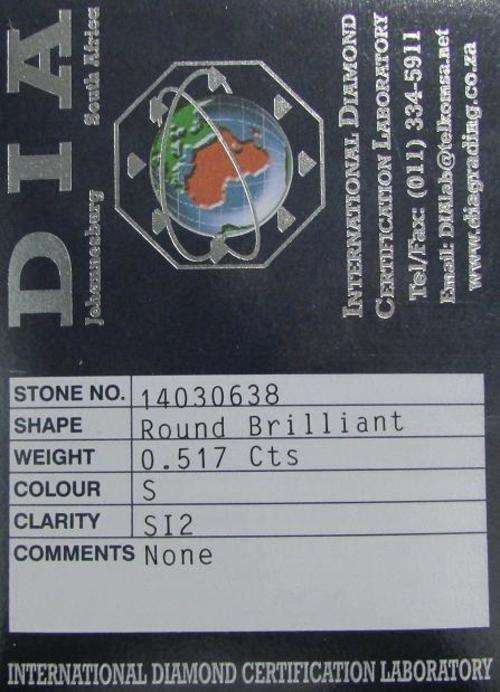 DIA
Johannesburg South Africa
INTERNATIONAL DIAMOND
CERTIFICATION LABORATORY
Tel/Fax: (011) 334-5911
Email: DIAlab@telkomsa.net
www.diagrading.co.za
STONE NO. 14030638
SHAPE Round Brilliant
WEIGHT 0.517 Cts
COLOUR S
CLARITY SI2
COMMENTS None
INTERNATIONAL DIAMOND CERTIFICATION LABORATORY